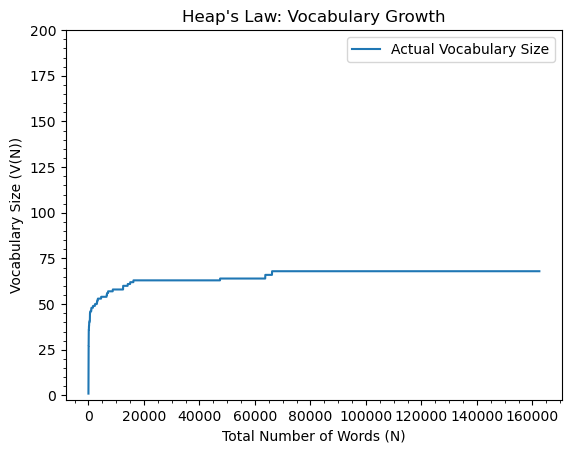 Heap's Law: Vocabulary Growth
Actual Vocabulary Size
200
175
150
125
100
75
50
25
0
Vocabulary Size (V(N))
0 20000 40000 60000 80000 100000 120000 140000 160000
Total Number of Words (N)